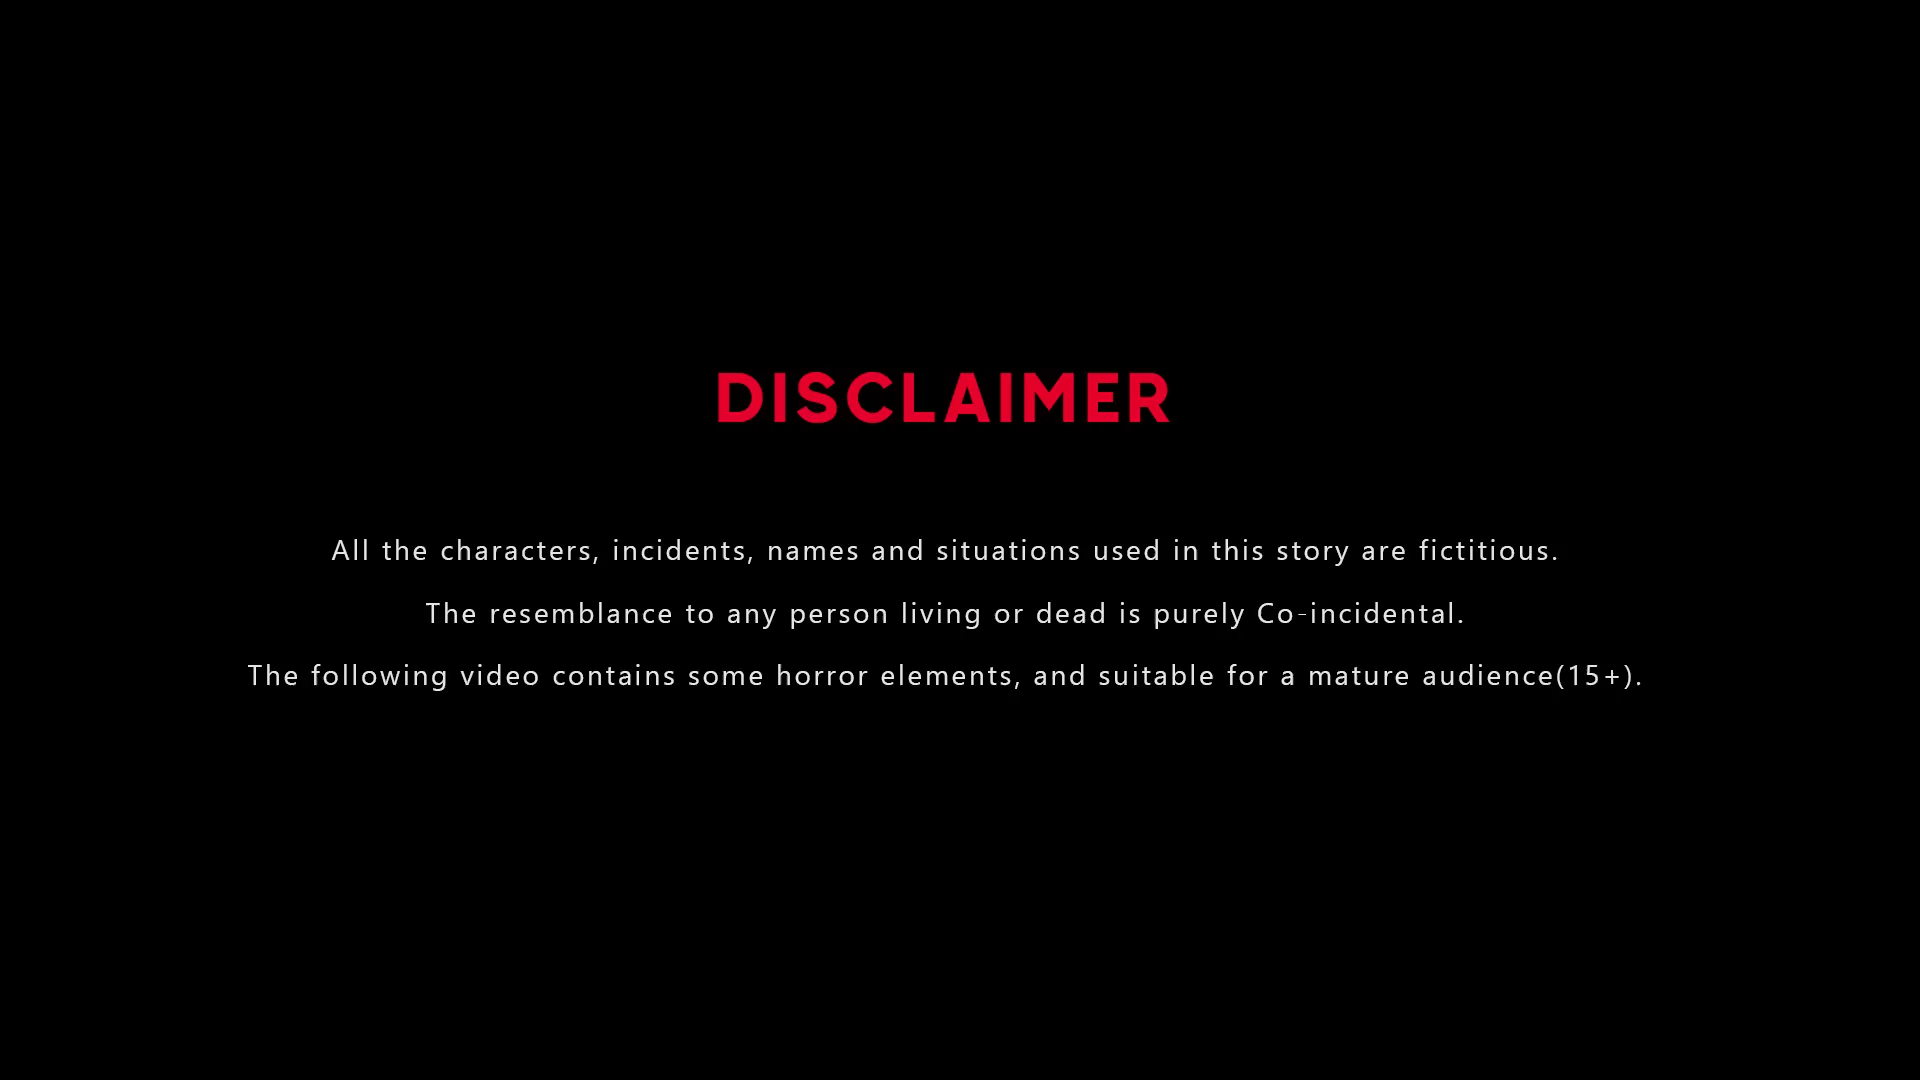 DISCLAIMER
All the characters, incidents, names and situations used in this story are fictitious.
The resemblance to any person living or dead is purely Co-incidental.
The following video contains some horror elements, and suitable for a mature audience(15+).